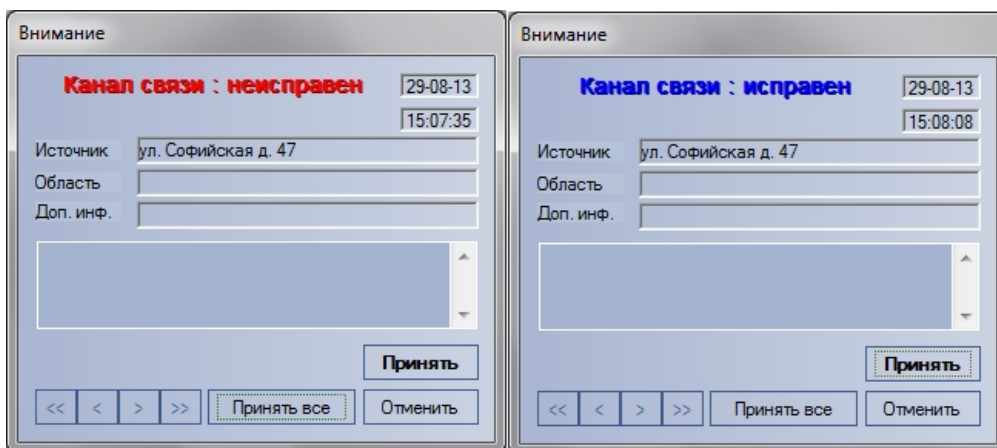 Внимание
Канал связи : неисправен
29-08-13
15:07:35
Источник ул. Софийская д. 47
Область
Доп. инф.
Принять
<< < > >> Принять все Отменить
Внимание
Канал связи : исправен
29-08-13
15:08:08
Источник ул. Софийская д. 47
Область
Доп. инф.
Принять
<< < > >> Принять все Отменить